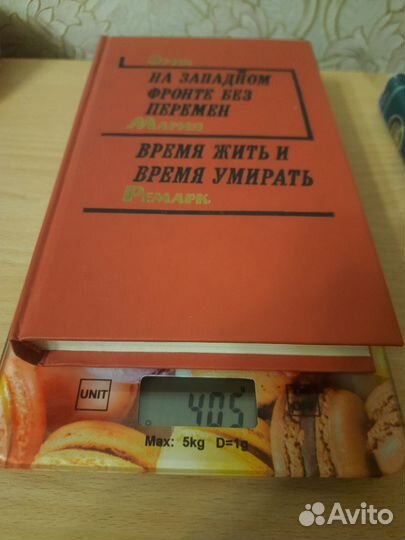 Эрих
НА ЗАПАДНОМ
ФРОНТЕ БЕЗ
ПЕРЕМЕН
Мария
ВРЕМЯ ЖИТЬ И
ВРЕМЯ УМИРАТЬ
Ремарк
UNIT
405
Max: 5kg D=1g
Avito